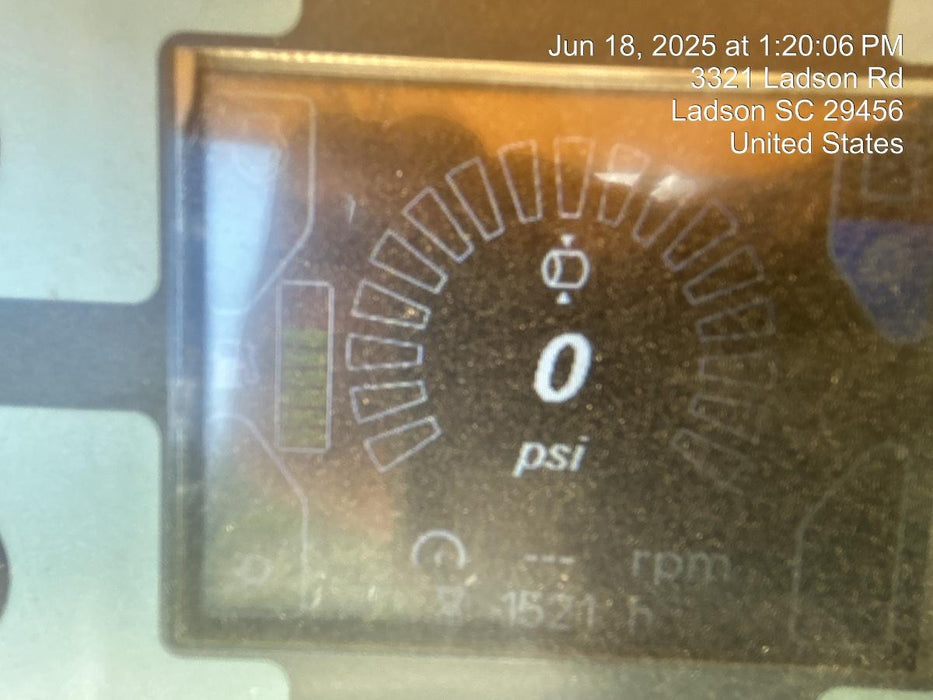 Jun 18, 2025 at 1:20:06 PM
3321 Ladson Rd
Ladson SC 29456
United States
0
psi
--- rpm
1521 h